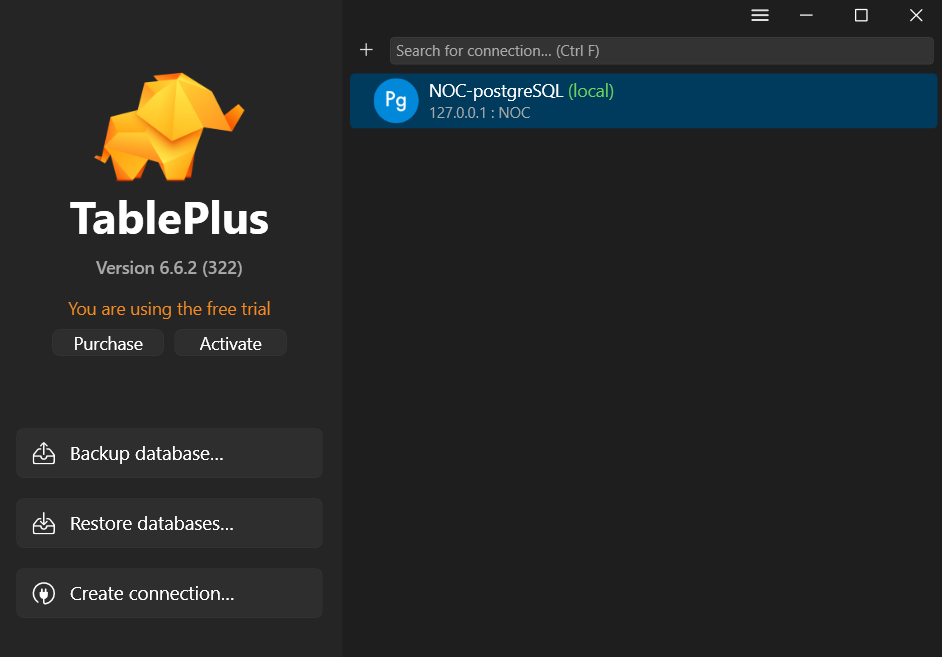 TablePlus
Version 6.6.2 (322)
You are using the free trial
Purchase
Activate
Backup database...
Restore databases...
Create connection...
Search for connection... (Ctrl F)
Pg
NOC-postgreSQL (local)
127.0.0.1 : NOC